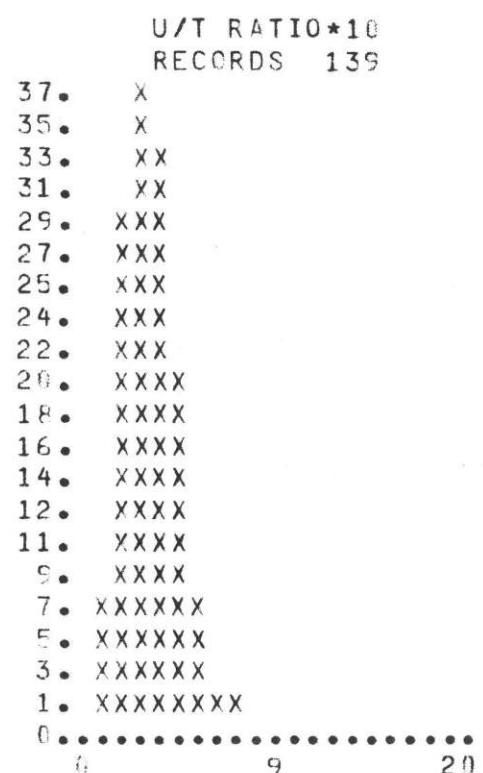 U/T RATIO*10
RECORDS 139
37. X
35. X
33. XX
31. XX
29. XXX
27. XXX
25. XXX
24. XXX
22. XXX
20. XXXX
18. XXXX
16. XXXX
14. XXXX
12. XXXX
11. XXXX
9. XXXX
7. XXXXXX
5. XXXXXX
3. XXXXXX
1. XXXXXXXX
0.....................
0 9 20